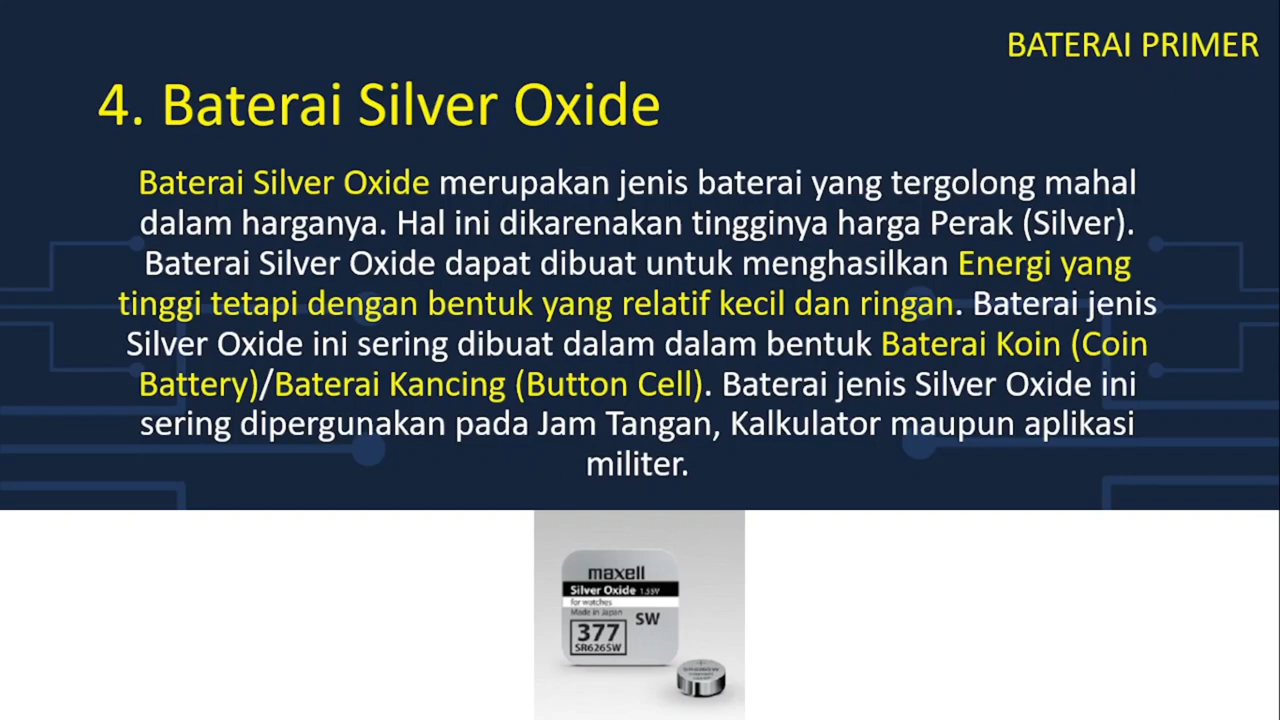 BATERAI PRIMER
4. Baterai Silver Oxide
Baterai Silver Oxide merupakan jenis baterai yang tergolong mahal
dalam harganya. Hal ini dikarenakan tingginya harga Perak (Silver).
Baterai Silver Oxide dapat dibuat untuk menghasilkan Energi yang
tinggi tetapi dengan bentuk yang relatif kecil dan ringan. Baterai jenis
Silver Oxide ini sering dibuat dalam dalam bentuk Baterai Koin (Coin
Battery)/Baterai Kancing (Button Cell). Baterai jenis Silver Oxide ini
sering dipergunakan pada Jam Tangan, Kalkulator maupun aplikasi
militer.
maxell
Silver Oxide 1.55V
for watches
Made in Japan
SW
377
SR626SW